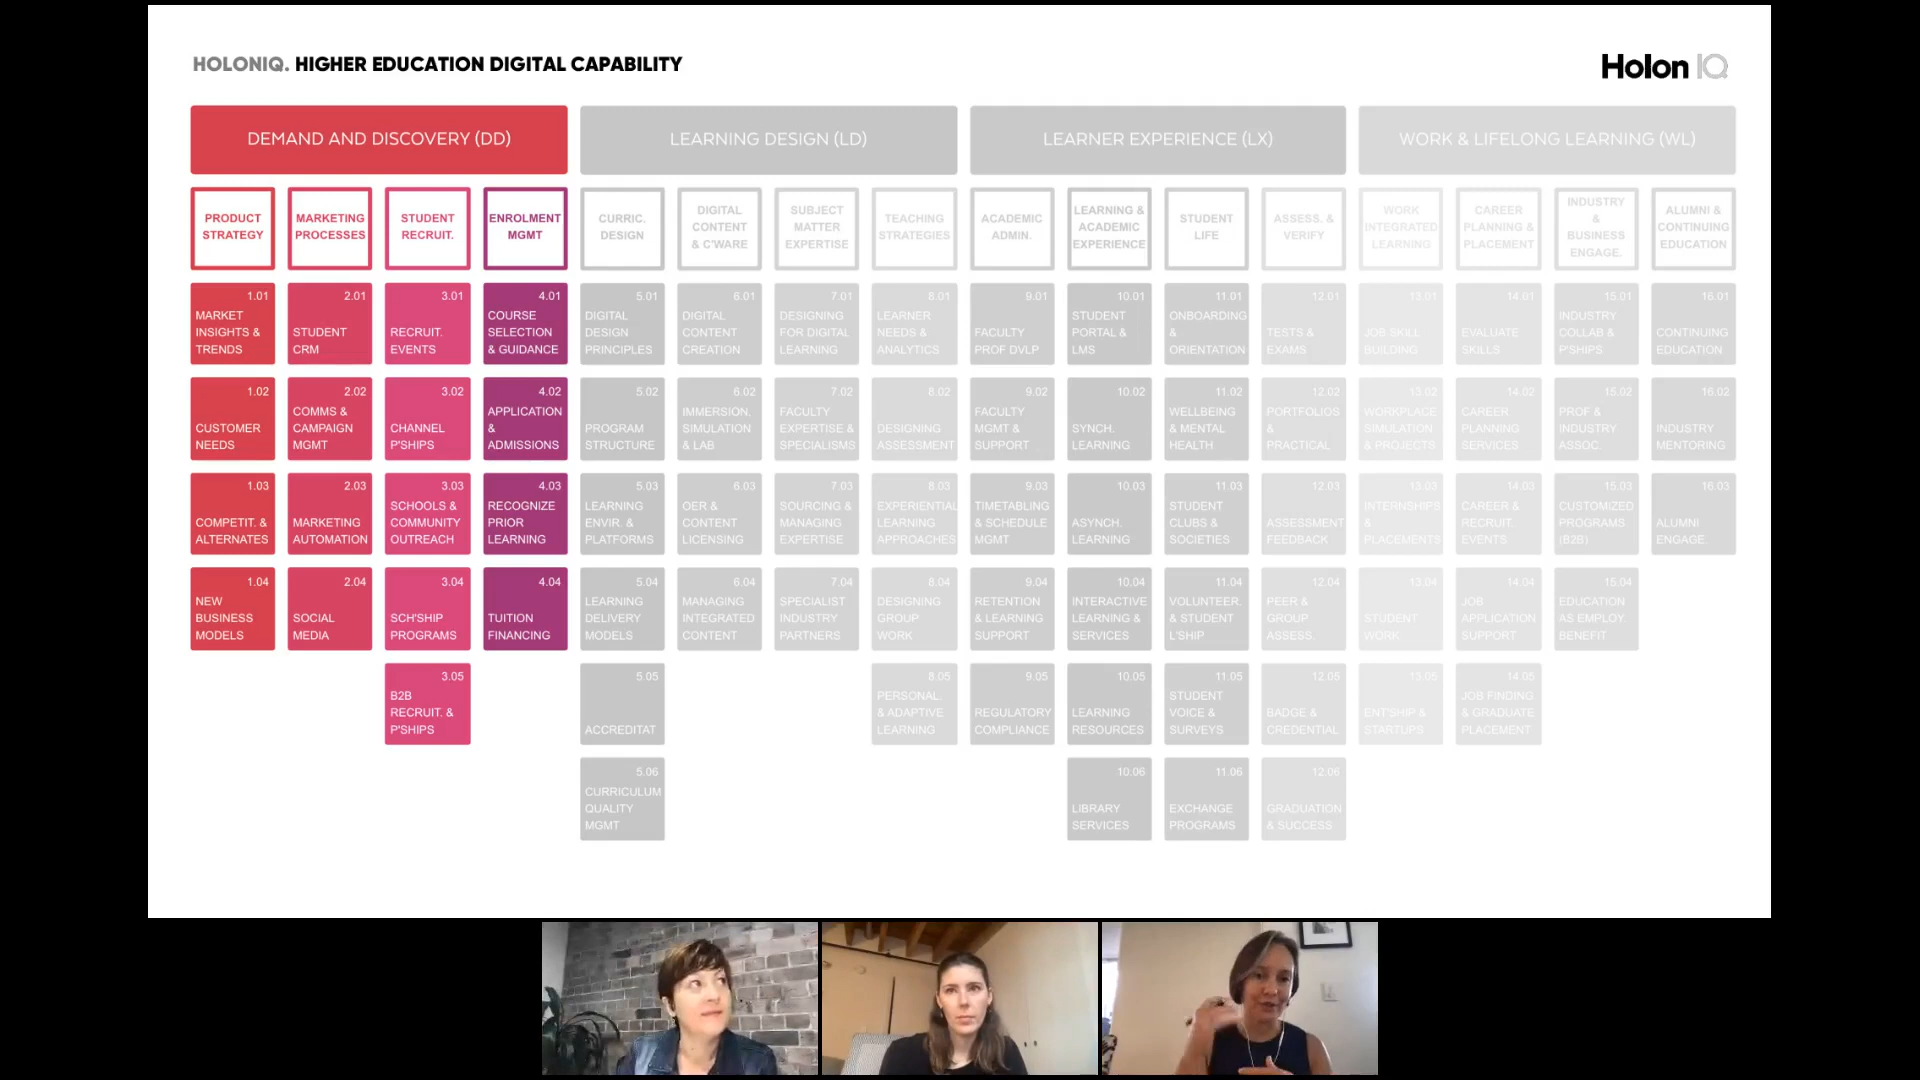 HOLONIQ. HIGHER EDUCATION DIGITAL CAPABILITY
Holon IQ
DEMAND AND DISCOVERY (DD)
LEARNING DESIGN (LD)
LEARNER EXPERIENCE (LX)
WORK & LIFELONG LEARNING (WL)
PRODUCT
STRATEGY
MARKETING
PROCESSES
STUDENT
RECRUIT.
ENROLMENT
MGMT
CURRIC.
DESIGN
DIGITAL
CONTENT
& C'WARE
SUBJECT
MATTER
EXPERTISE
TEACHING
STRATEGIES
ACADEMIC
ADMIN.
LEARNING &
ACADEMIC
EXPERIENCE
STUDENT
LIFE
ASSESS. &
VERIFY
WORK
INTEGRATED
LEARNING
CAREER
PLANNING &
PLACEMENT
INDUSTRY
&
BUSINESS
ENGAGE.
ALUMNI &
CONTINUING
EDUCATION
1.01
MARKET
INSIGHTS &
TRENDS
2.01
STUDENT
CRM
3.01
RECRUIT.
EVENTS
4.01
COURSE
SELECTION
& GUIDANCE
5.01
DIGITAL
DESIGN
PRINCIPLES
6.01
DIGITAL
CONTENT
CREATION
7.01
DESIGNING
FOR DIGITAL
LEARNING
8.01
LEARNER
NEEDS &
ANALYTICS
9.01
FACULTY
PROF DVLP
10.01
STUDENT
PORTAL &
LMS
11.01
ONBOARDING
&
ORIENTATION
12.01
TESTS &
EXAMS
13.01
JOB SKILL
BUILDING
14.01
EVALUATE
SKILLS
15.01
INDUSTRY
COLLAB &
P'SHIPS
16.01
CONTINUING
EDUCATION
1.02
CUSTOMER
NEEDS
2.02
COMMS &
CAMPAIGN
MGMT
3.02
CHANNEL
P'SHIPS
4.02
APPLICATION
&
ADMISSIONS
5.02
PROGRAM
STRUCTURE
6.02
IMMERSION,
SIMULATION
& LAB
7.02
FACULTY
EXPERTISE &
SPECIALISMS
8.02
DESIGNING
ASSESSMENT
9.02
FACULTY
MGMT &
SUPPORT
10.02
SYNCH.
LEARNING
11.02
WELLBEING
& MENTAL
HEALTH
12.02
PORTFOLIOS
&
PRACTICAL
13.02
WORKPLACE
SIMULATION
& PROJECTS
14.02
CAREER
PLANNING
SERVICES
15.02
PROF &
INDUSTRY
ASSOC.
16.02
INDUSTRY
MENTORING
1.03
COMPETIT. &
ALTERNATES
2.03
MARKETING
AUTOMATION
3.03
SCHOOLS &
COMMUNITY
OUTREACH
4.03
RECOGNIZE
PRIOR
LEARNING
5.03
LEARNING
ENVIR. &
PLATFORMS
6.03
OER &
CONTENT
LICENSING
7.03
SOURCING &
MANAGING
EXPERTISE
8.03
EXPERIENTIAL
LEARNING
APPROACHES
9.03
TIMETABLING
& SCHEDULE
MGMT
10.03
ASYNCH.
LEARNING
11.03
STUDENT
CLUBS &
SOCIETIES
12.03
ASSESSMENT
FEEDBACK
13.03
INTERNSHIPS
&
PLACEMENTS
14.03
CAREER &
RECRUIT.
EVENTS
15.03
CUSTOMIZED
PROGRAMS
(B2B)
16.03
ALUMNI
ENGAGE.
1.04
NEW
BUSINESS
MODELS
2.04
SOCIAL
MEDIA
3.04
SCH'SHIP
PROGRAMS
4.04
TUITION
FINANCING
5.04
LEARNING
DELIVERY
MODELS
6.04
MANAGING
INTEGRATED
CONTENT
7.04
SPECIALIST
INDUSTRY
PARTNERS
8.04
DESIGNING
GROUP
WORK
9.04
RETENTION
& LEARNING
SUPPORT
10.04
INTERACTIVE
LEARNING &
SERVICES
11.04
VOLUNTEER.
& STUDENT
L'SHIP
12.04
PEER &
GROUP
ASSESS.
13.04
STUDENT
WORK
14.04
JOB
APPLICATION
SUPPORT
15.04
EDUCATION
AS EMPLOY.
BENEFIT
3.05
B2B
RECRUIT. &
P'SHIPS
5.05
ACCREDITAT
8.05
PERSONAL.
& ADAPTIVE
LEARNING
9.05
REGULATORY
COMPLIANCE
10.05
LEARNING
RESOURCES
11.05
STUDENT
VOICE &
SURVEYS
12.05
BADGE &
CREDENTIAL
13.05
ENT'SHIP &
STARTUPS
14.05
JOB FINDING
& GRADUATE
PLACEMENT
5.06
CURRICULUM
QUALITY
MGMT
10.06
LIBRARY
SERVICES
11.06
EXCHANGE
PROGRAMS
12.06
GRADUATION
& SUCCESS